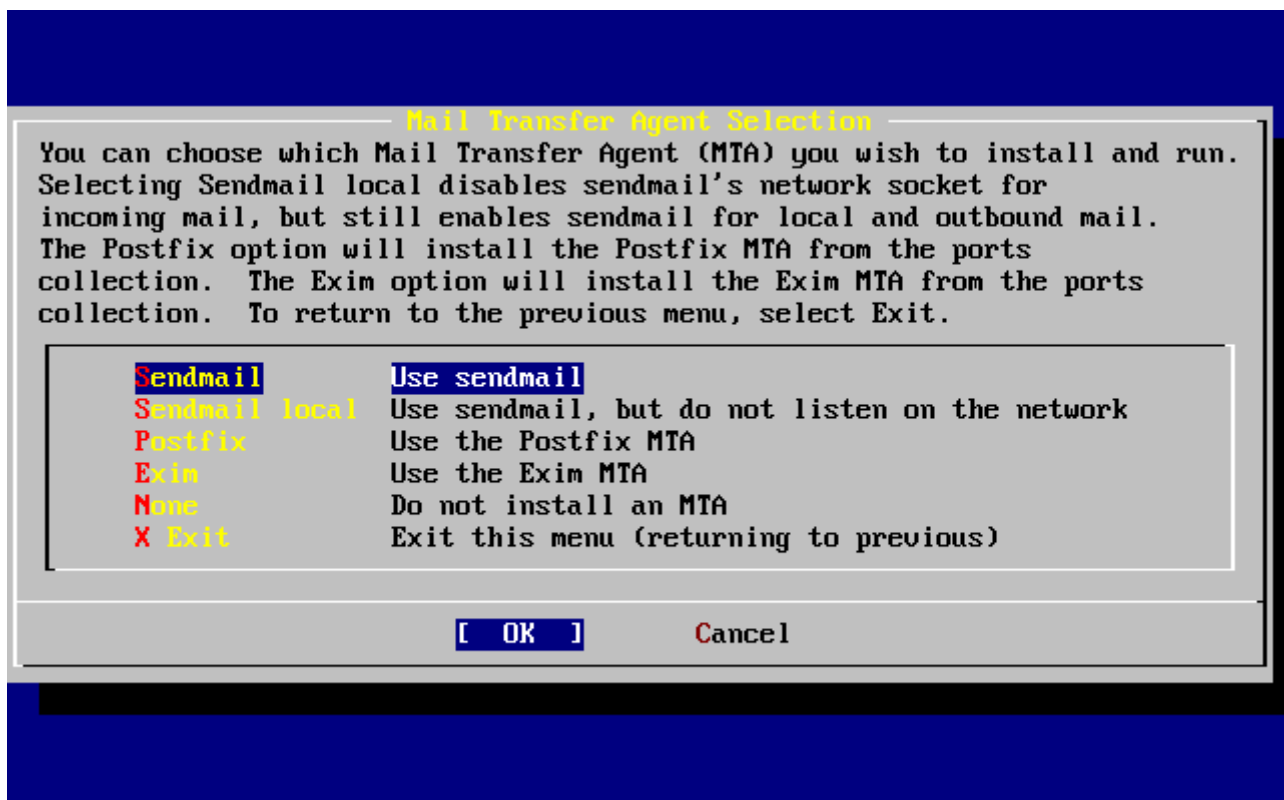 Mail Transfer Agent Selection
You can choose which Mail Transfer Agent (MTA) you wish to install and run.
Selecting Sendmail local disables sendmail's network socket for
incoming mail, but still enables sendmail for local and outbound mail.
The Postfix option will install the Postfix MTA from the ports
collection.  The Exim option will install the Exim MTA from the ports
collection.  To return to the previous menu, select Exit.
Sendmail Use sendmail
Sendmail local Use sendmail, but do not listen on the network
Postfix Use the Postfix MTA
Exim Use the Exim MTA
None Do not install an MTA
X Exit Exit this menu (returning to previous)
[ OK ] Cancel